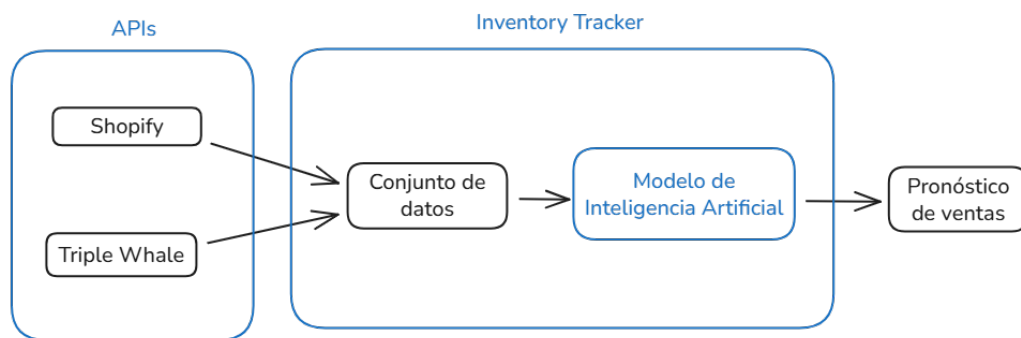 APIs
Inventory Tracker
Shopify
Triple Whale
Conjunto de
datos
Modelo de
Inteligencia Artificial
Pronóstico
de ventas